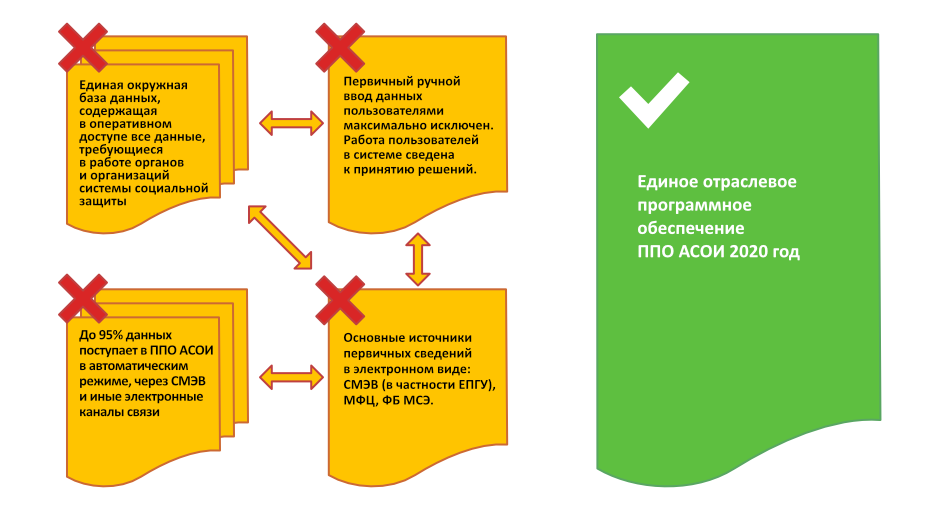 Единая окружная
база данных,
содержащая
в оперативном
доступе все данные,
требующиеся
в работе органов
и организаций
системы социальной
защиты
Первичный ручной
ввод данных
пользователями
максимально исключен.
Работа пользователей
в системе сведена
к принятию решений.
До 95% данных
поступает в ППО АСОИ
в автоматическим
режиме, через СМЭВ
и иные электронные
каналы связи
Основные источники
первичных сведений
в электронном виде:
СМЭВ (в частности ЕПГУ),
МФЦ, ФБ МСЭ.
Единое отраслевое
программное
обеспечение
ППО АСОИ 2020 год